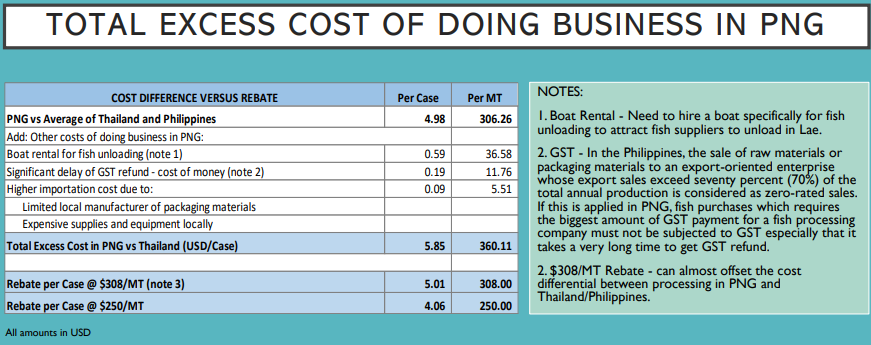 TOTAL EXCESS COST OF DOING BUSINESS IN PNG
COST DIFFERENCE VERSUS REBATE Per Case Per MT
PNG vs Average of Thailand and Philippines 4.98 306.26
Add: Other costs of doing business in PNG:
Boat rental for fish unloading (note 1) 0.59 36.58
Significant delay of GST refund - cost of money (note 2) 0.19 11.76
Higher importation cost due to: 0.09 5.51
Limited local manufacturer of packaging materials
Expensive supplies and equipment locally
Total Excess Cost in PNG vs Thailand (USD/Case) 5.85 360.11
Rebate per Case @ $308/MT (note 3) 5.01 308.00
Rebate per Case @ $250/MT 4.06 250.00
All amounts in USD
NOTES:
1. Boat Rental - Need to hire a boat specifically for fish
unloading to attract fish suppliers to unload in Lae.
2. GST - In the Philippines, the sale of raw materials or
packaging materials to an export-oriented enterprise
whose export sales exceed seventy percent (70%) of the
total annual production is considered as zero-rated sales.
If this is applied in PNG, fish purchases which requires
the biggest amount of GST payment for a fish processing
company must not be subjected to GST especially that it
takes a very long time to get GST refund.
2. $308/MT Rebate - can almost offset the cost
differential between processing in PNG and
Thailand/Philippines.